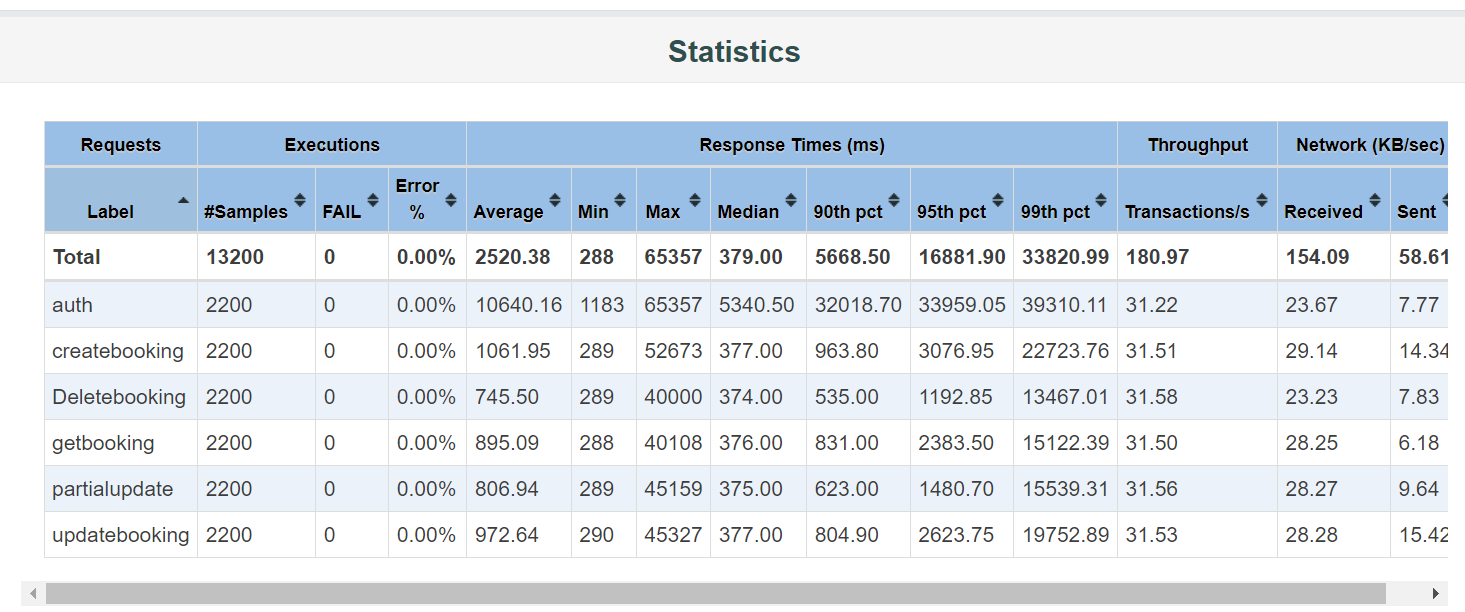 Statistics
Requests Executions Response Times (ms) Throughput Network (KB/sec)
Label #Samples FAIL Error % Average Min Max Median 90th pct 95th pct 99th pct Transactions/s Received Sent
Total 13200 0 0.00% 2520.38 288 65357 379.00 5668.50 16881.90 33820.99 180.97 154.09 58.61
auth 2200 0 0.00% 10640.16 1183 65357 5340.50 32018.70 33959.05 39310.11 31.22 23.67 7.77
createbooking 2200 0 0.00% 1061.95 289 52673 377.00 963.80 3076.95 22723.76 31.51 29.14 14.34
Deletebooking 2200 0 0.00% 745.50 289 40000 374.00 535.00 1192.85 13467.01 31.58 23.23 7.83
getbooking 2200 0 0.00% 895.09 288 40108 376.00 831.00 2383.50 15122.39 31.50 28.25 6.18
partialupdate 2200 0 0.00% 806.94 289 45159 375.00 623.00 1480.70 15539.31 31.56 28.27 9.64
updatebooking 2200 0 0.00% 972.64 290 45327 377.00 804.90 2623.75 19752.89 31.53 28.28 15.42